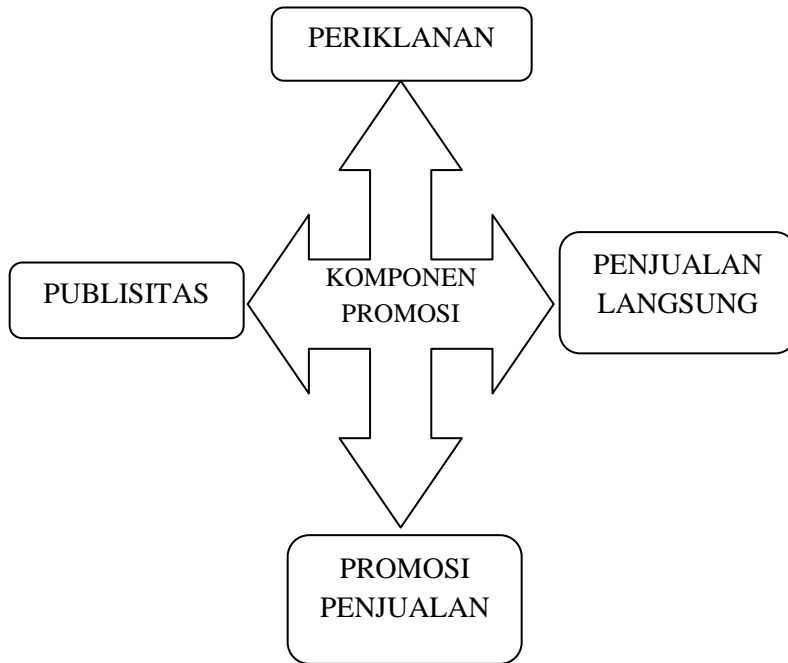 PERIKLANAN
PUBLISITAS
KOMPONEN
PROMOSI
PENJUALAN
LANGSUNG
PROMOSI
PENJUALAN